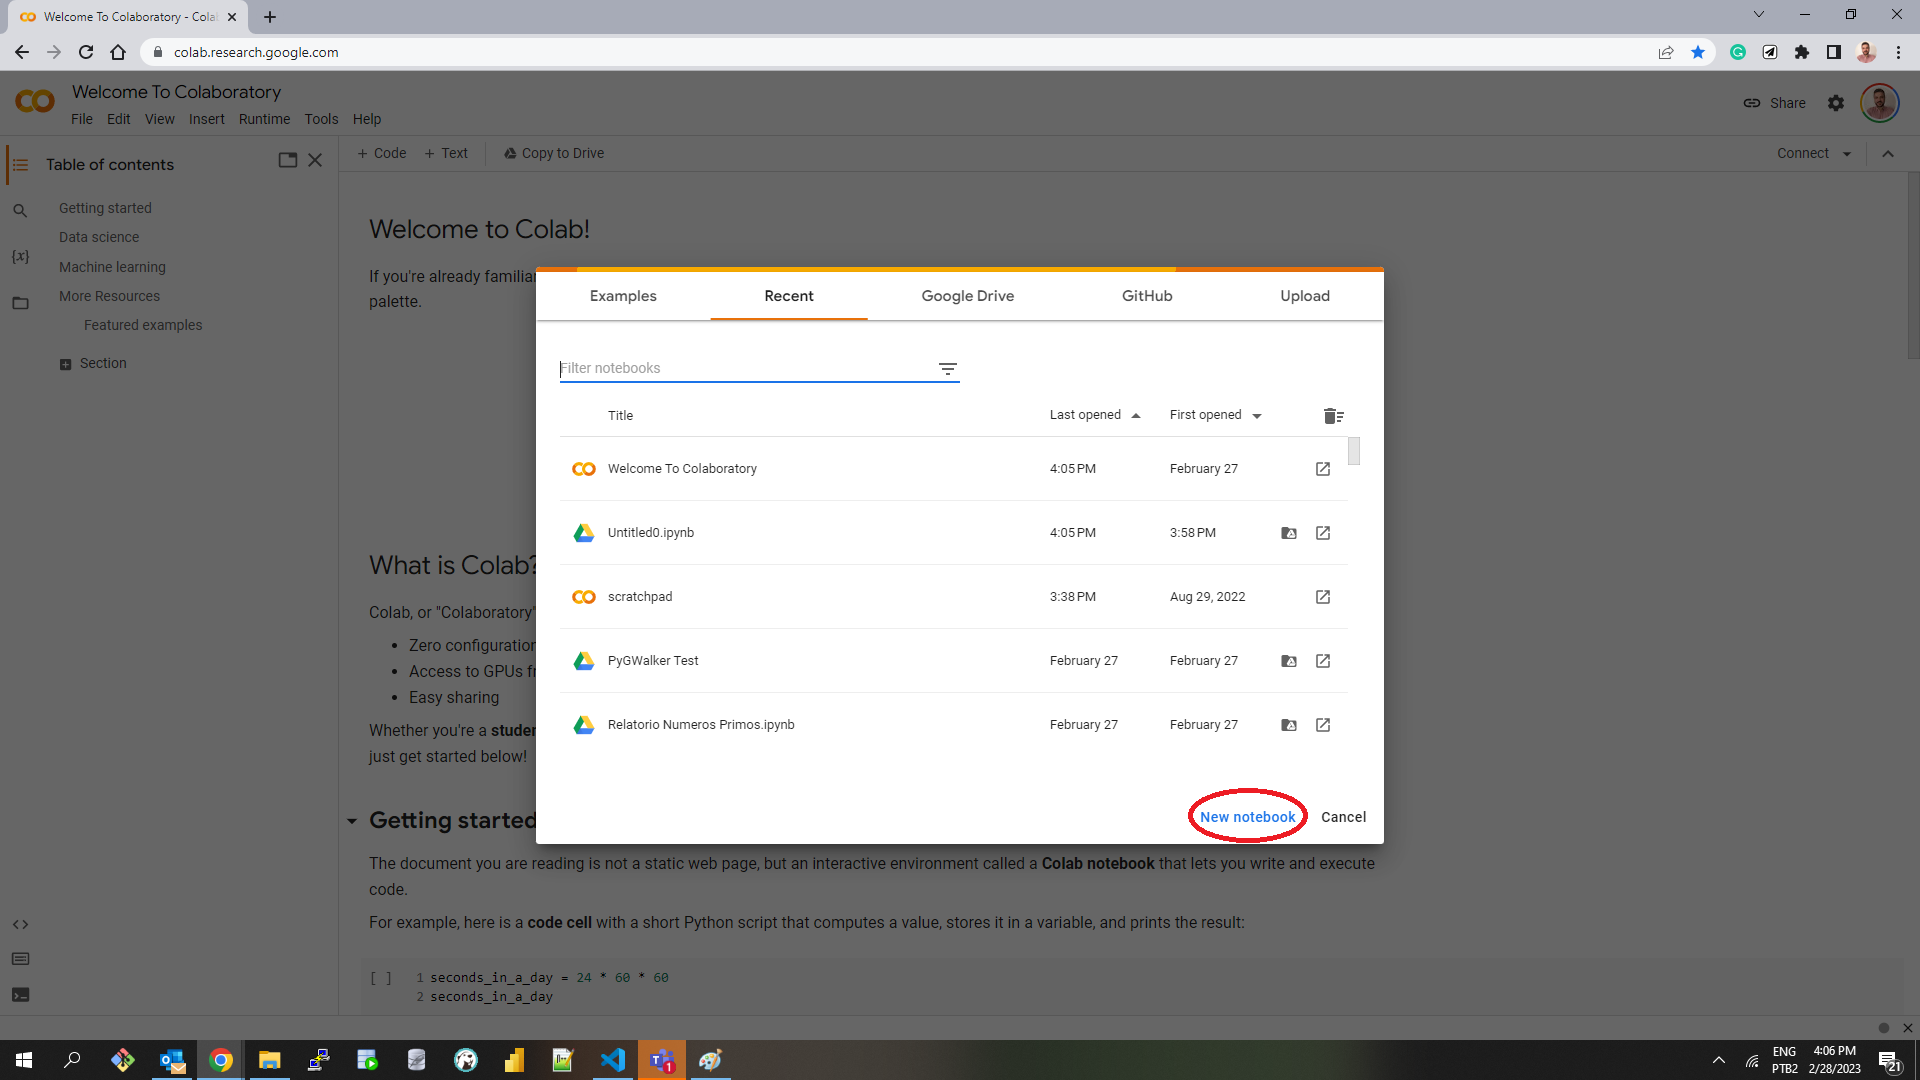 Welcome To Colaboratory - Cola
colab.research.google.com
Welcome To Colaboratory
File Edit View Insert Runtime Tools Help
Share
Table of contents
+ Code + Text Copy to Drive
Connect
Getting started
Data science
Machine learning
More Resources
Featured examples
Section
Welcome to Colab!
If you're already familiar
palette.
What is Colab?
Colab, or "Colaboratory"
• Zero configuration
• Access to GPUs
• Easy sharing
Whether you're a
just get started below!
Examples Recent Google Drive GitHub Upload
Filter notebooks
Title Last opened First opened
Welcome To Colaboratory 4:05 PM February 27
Untitled0.ipynb 4:05 PM 3:58 PM
scratchpad 3:38 PM Aug 29, 2022
PyGWalker Test February 27 February 27
Relatorio Numeros Primos.ipynb February 27 February 27
New notebook Cancel
Getting started
The document you are reading is not a static web page, but an interactive environment called a Colab notebook that lets you write and execute
code.
For example, here is a code cell with a short Python script that computes a value, stores it in a variable, and prints the result:
[ ] 1 seconds_in_a_day = 24 * 60 * 60
2 seconds_in_a_day
ENG 4:06 PM
PTB2 2/28/2023
21
1